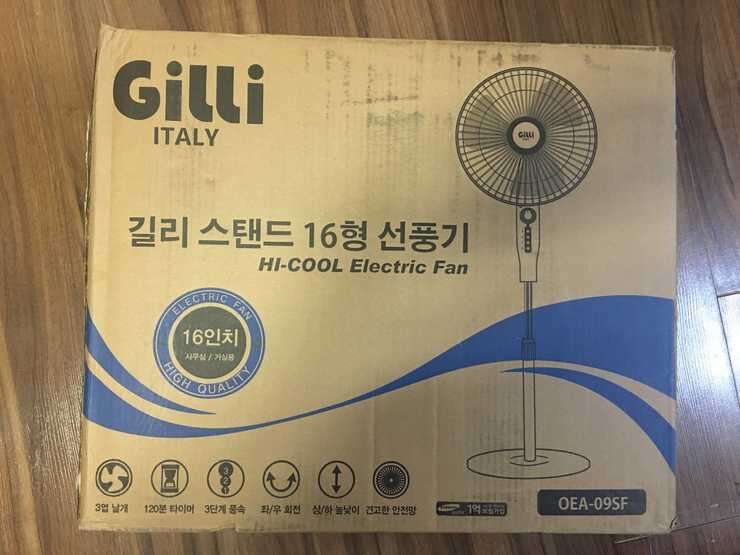 Gilli
ITALY
Gilli
길리 스탠드 16형 선풍기
HI-COOL Electric Fan
ELECTRIC FAN
16인치
사무실 / 거실용
HIGH QUALITY
3엽 날개
120분 타이머
3단계 풍속
좌/우 회전
상/하 높낮이
견고한 안전망
1억
OEA-09SF